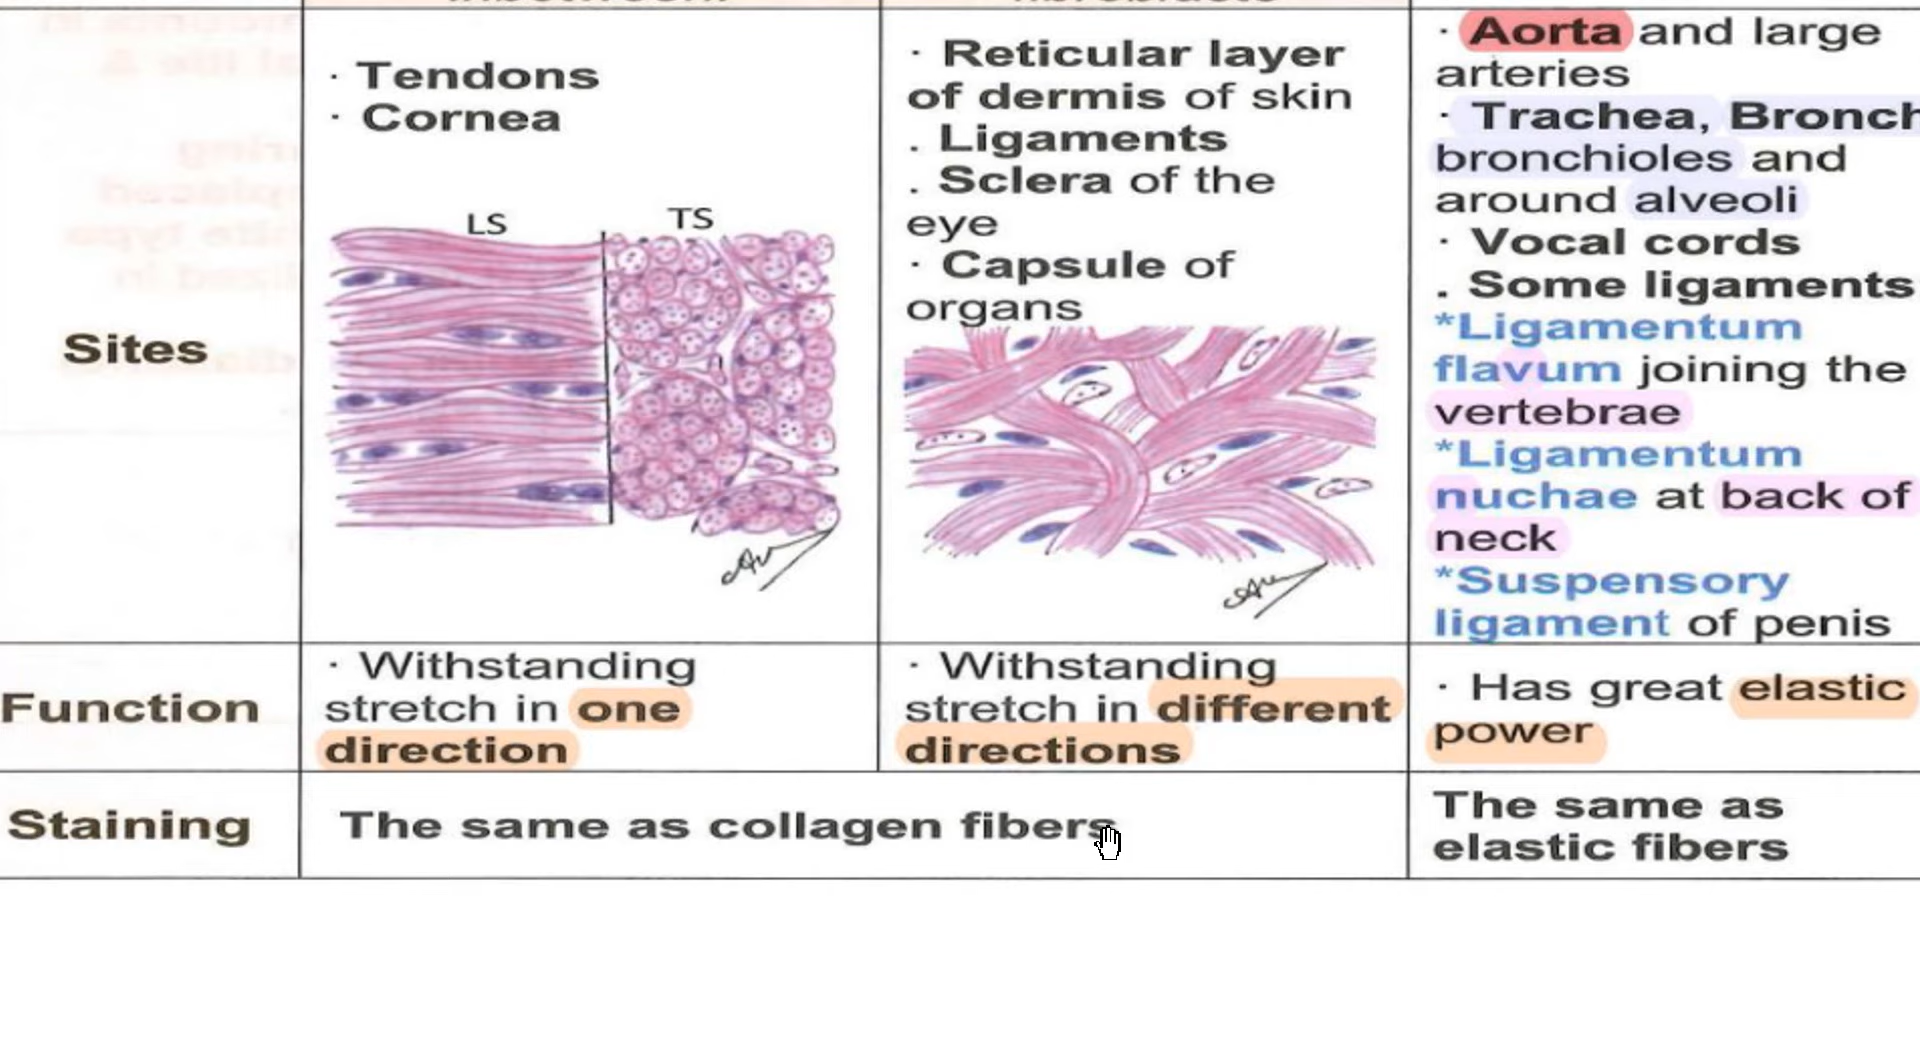 Sites
· Tendons
· Cornea
LS
TS
· Reticular layer
of dermis of skin
. Ligaments
. Sclera of the
eye
· Capsule of
organs
· Aorta and large
arteries
· Trachea, Bronch
bronchioles and
around alveoli
· Vocal cords
. Some ligaments
*Ligamentum
flavum joining the
vertebrae
*Ligamentum
nuchae at back of
neck
*Suspensory
ligament of penis
Function
· Withstanding
stretch in one
direction
· Withstanding
stretch in different
directions
· Has great elastic
power
Staining
The same as collagen fibers
The same as
elastic fibers